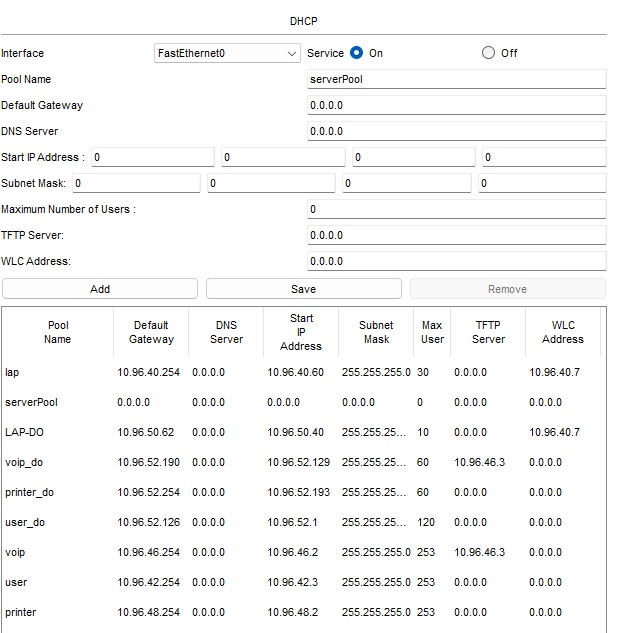 DHCP
Interface FastEthernet0 Service On Off
Pool Name serverPool
Default Gateway 0.0.0.0
DNS Server 0.0.0.0
Start IP Address : 0 0 0 0
Subnet Mask: 0 0 0 0
Maximum Number of Users : 0
TFTP Server: 0.0.0.0
WLC Address: 0.0.0.0
Add Save Remove
Pool Name Default Gateway DNS Server Start IP Address Subnet Mask Max User TFTP Server WLC Address
lap 10.96.40.254 0.0.0.0 10.96.40.60 255.255.255.0 30 0.0.0.0 10.96.40.7
serverPool 0.0.0.0 0.0.0.0 0.0.0.0 0.0.0.0 0 0.0.0.0 0.0.0.0
LAP-DO 10.96.50.62 0.0.0.0 10.96.50.40 255.255.25... 10 0.0.0.0 10.96.40.7
voip_do 10.96.52.190 0.0.0.0 10.96.52.129 255.255.25... 60 10.96.46.3 0.0.0.0
printer_do 10.96.52.254 0.0.0.0 10.96.52.193 255.255.25... 60 0.0.0.0 0.0.0.0
user_do 10.96.52.126 0.0.0.0 10.96.52.1 255.255.25... 120 0.0.0.0 0.0.0.0
voip 10.96.46.254 0.0.0.0 10.96.46.2 255.255.255.0 253 10.96.46.3 0.0.0.0
user 10.96.42.254 0.0.0.0 10.96.42.3 255.255.255.0 253 0.0.0.0 0.0.0.0
printer 10.96.48.254 0.0.0.0 10.96.48.2 255.255.255.0 253 0.0.0.0 0.0.0.0